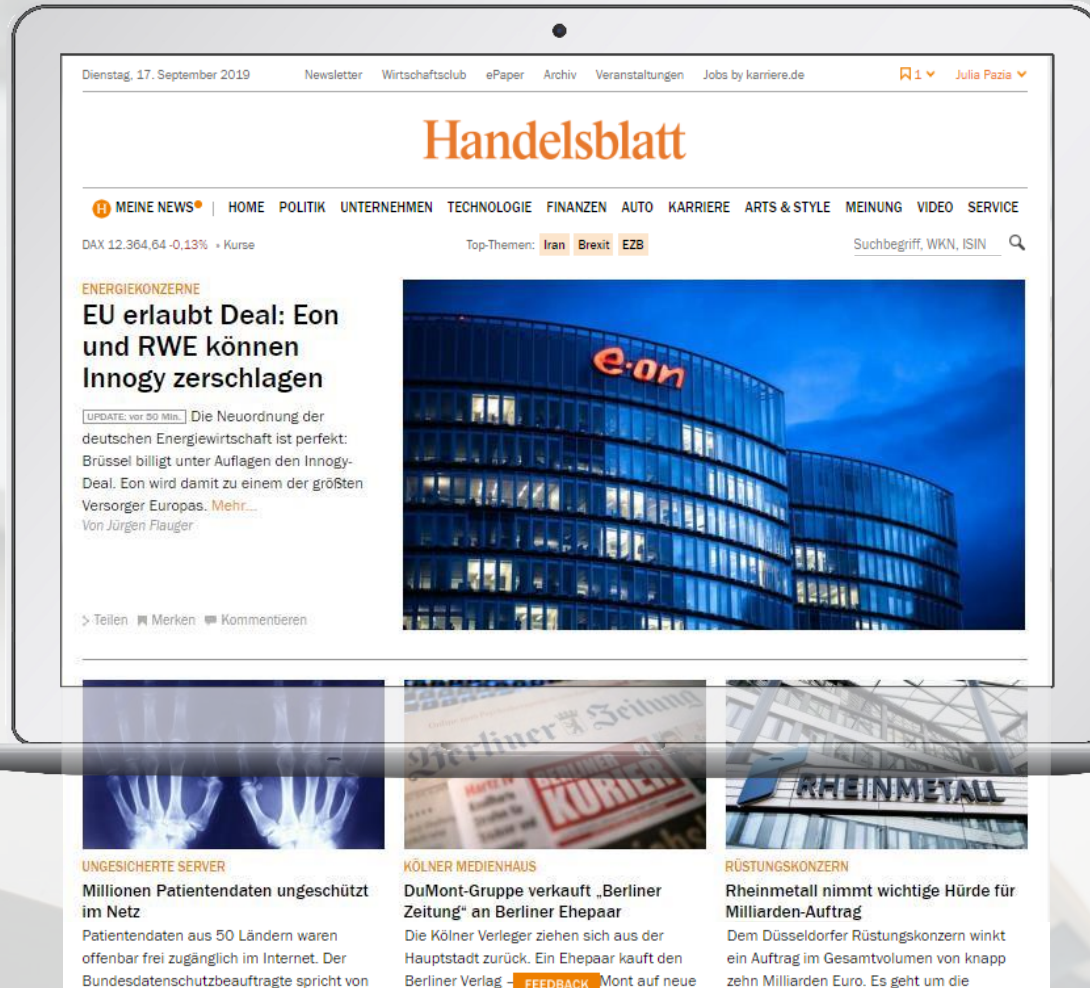 Dienstag, 17. September 2019 Newsletter Wirtschaftsclub ePaper Archiv Veranstaltungen Jobs by karriere.de 1 Julia Pazia
Handelsblatt
H MEINE NEWS | HOME POLITIK UNTERNEHMEN TECHNOLOGIE FINANZEN AUTO KARRIERE ARTS & STYLE MEINUNG VIDEO SERVICE
DAX 12.364,64 -0,13% • Kurse Top-Themen: Iran Brexit EZB Suchbegriff, WKN, ISIN
ENERGIEKONZERNE
EU erlaubt Deal: Eon
und RWE können
Innogy zerschlagen
UPDATE: vor 50 Min. Die Neuordnung der
deutschen Energiewirtschaft ist perfekt:
Brüssel billigt unter Auflagen den Innogy-
Deal. Eon wird damit zu einem der größten
Versorger Europas. Mehr...
Von Jürgen Flauger
Teilen Merken Kommentieren
e·on
Berliner Zeitung
BERLINER
KURIER
RHEINMETALL
UNGESICHERTE SERVER
Millionen Patientendaten ungeschützt
im Netz
Patientendaten aus 50 Ländern waren
offenbar frei zugänglich im Internet. Der
Bundesdatenschutzbeauftragte spricht von
KÖLNER MEDIENHAUS
DuMont-Gruppe verkauft „Berliner
Zeitung“ an Berliner Ehepaar
Die Kölner Verleger ziehen sich aus der
Hauptstadt zurück. Ein Ehepaar kauft den
Berliner Verlag – FEEDBACK Mont auf neue
RÜSTUNGSKONZERN
Rheinmetall nimmt wichtige Hürde für
Milliarden-Auftrag
Dem Düsseldorfer Rüstungskonzern winkt
ein Auftrag im Gesamtvolumen von knapp
zehn Milliarden Euro. Es geht um die